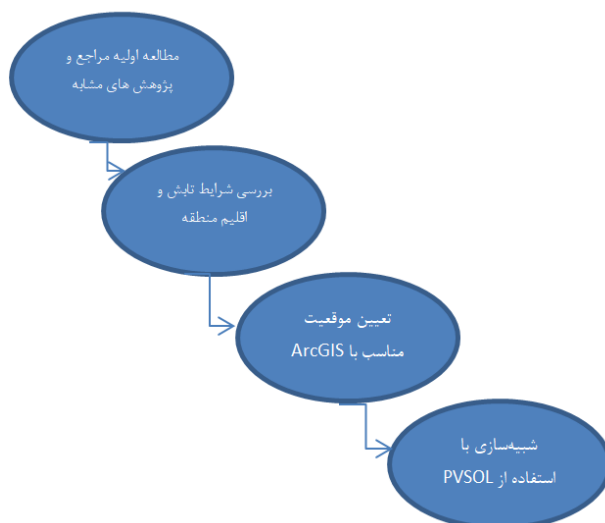 مطالعه اولیه مراجع و
پژوهش های مشابه
بررسی شرایط تابش و
اقلیم منطقه
تعیین موقعیت
مناسب با ArcGIS
شبیه‌سازی با
استفاده از PVSOL